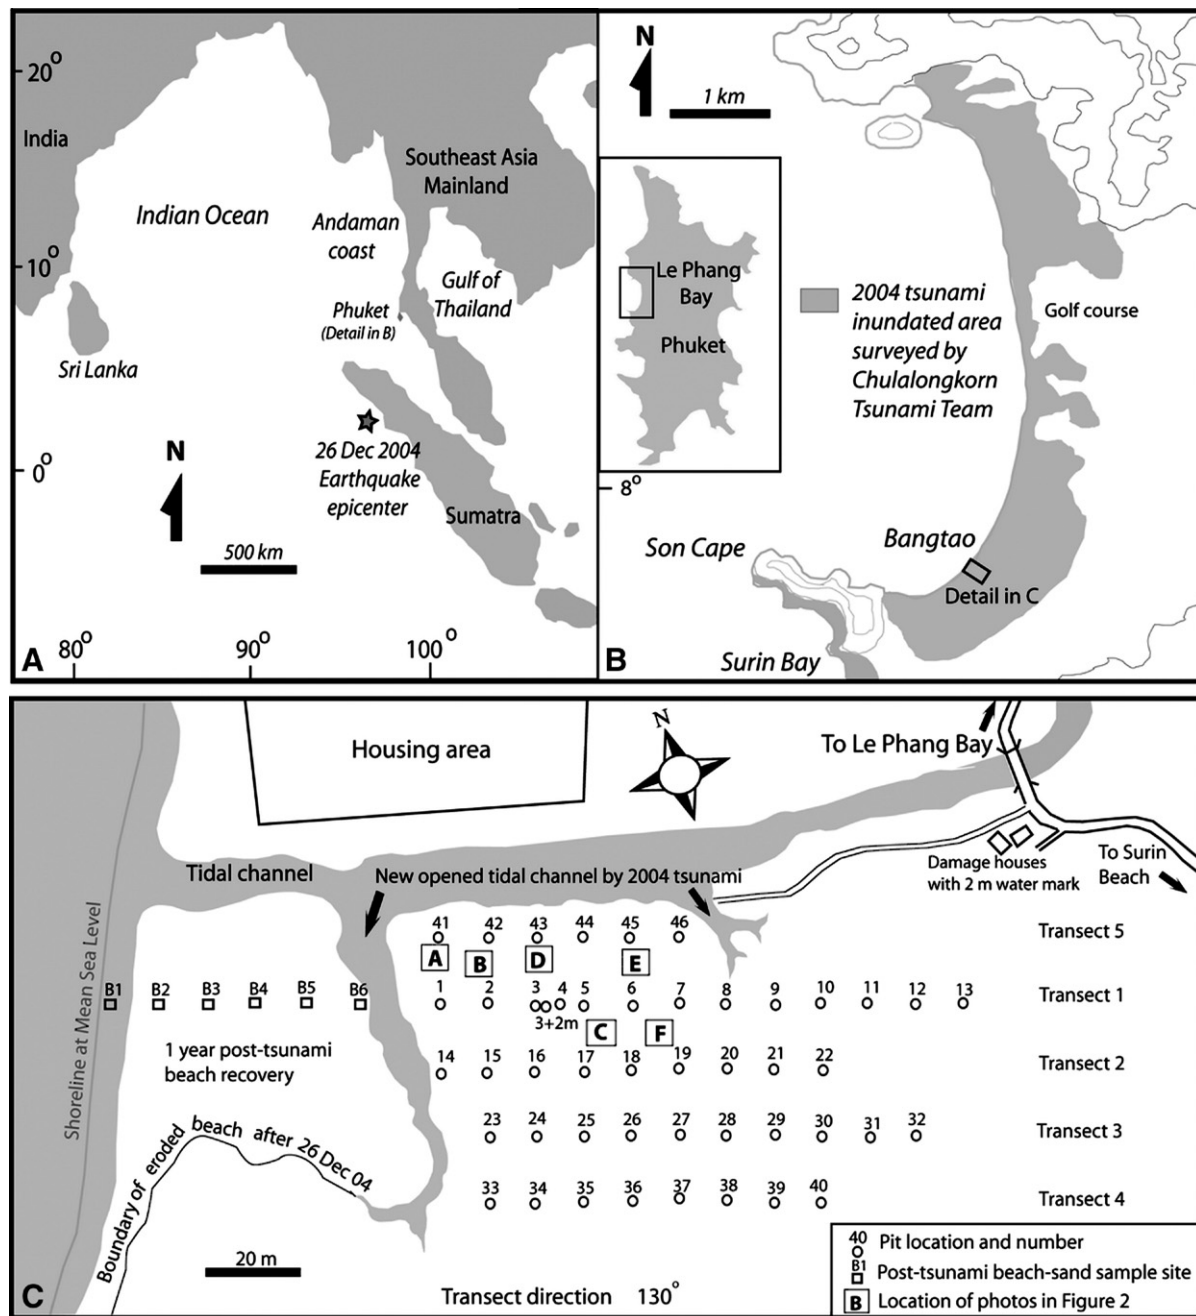 20°
India
Southeast Asia
Mainland
Indian Ocean
Andaman
coast
10°
Gulf of
Thailand
Phuket
(Detail in B)
Sri Lanka
26 Dec 2004
Earthquake
epicenter
N
0°
Sumatra
500 km
A
80°
90°
100°
N
1 km
Le Phang
Bay
Phuket
2004 tsunami
inundated area
surveyed by
Chulalongkorn
Tsunami Team
Golf course
8°
Son Cape
Bangtao
Detail in C
Surin Bay
B
Housing area
N
To Le Phang Bay
Tidal channel
New opened tidal channel by 2004 tsunami
Damage houses
with 2 m water mark
To Surin
Beach
Shoreline at Mean Sea Level
41 42 43 44 45 46
Transect 5
A B D E
B1 B2 B3 B4 B5 B6
1 2 3 4 5 6 7 8 9 10 11 12 13
Transect 1
3+2m
C F
1 year post-tsunami
beach recovery
14 15 16 17 18 19 20 21 22
Transect 2
23 24 25 26 27 28 29 30 31 32
Transect 3
Boundary of eroded beach after 26 Dec 04
33 34 35 36 37 38 39 40
Transect 4
20 m
Transect direction 130°
C
40
Pit location and number
B1
Post-tsunami beach-sand sample site
B
Location of photos in Figure 2